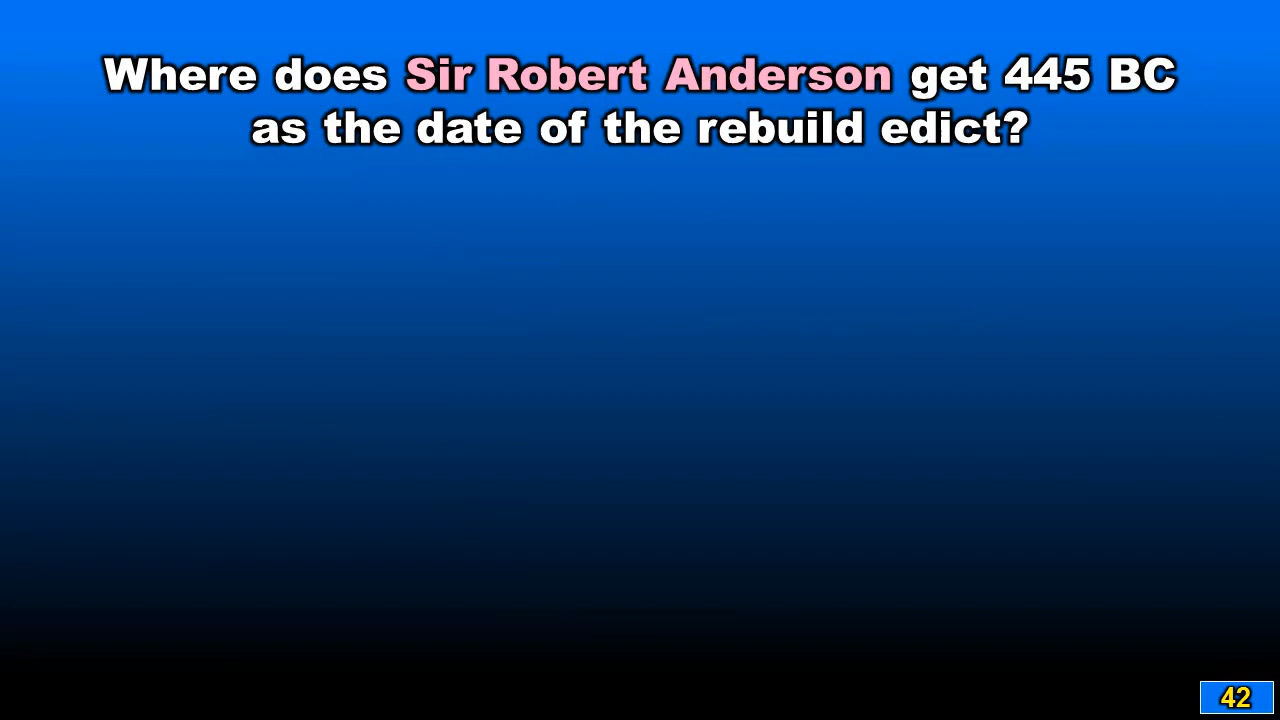 Where does Sir Robert Anderson get 445 BC
as the date of the rebuild edict?
42